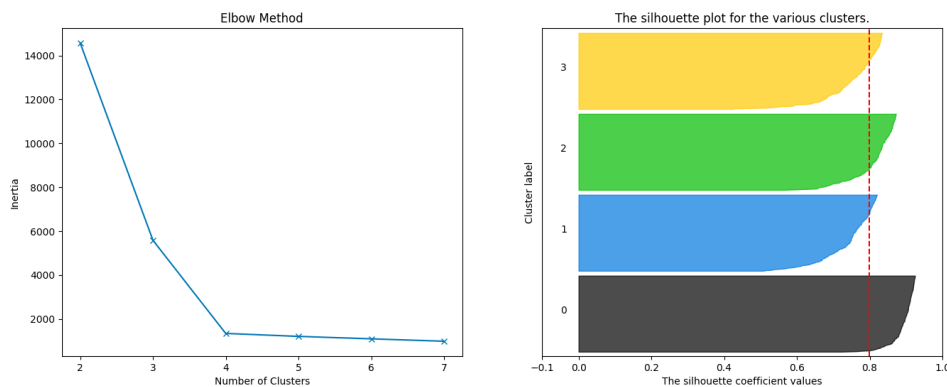 Elbow Method
14000
12000
10000
8000
6000
4000
2000
Inertia
2 3 4 5 6 7
Number of Clusters
The silhouette plot for the various clusters.
3
2
1
0
Cluster label
−0.1 0.0 0.2 0.4 0.6 0.8 1.0
The silhouette coefficient values